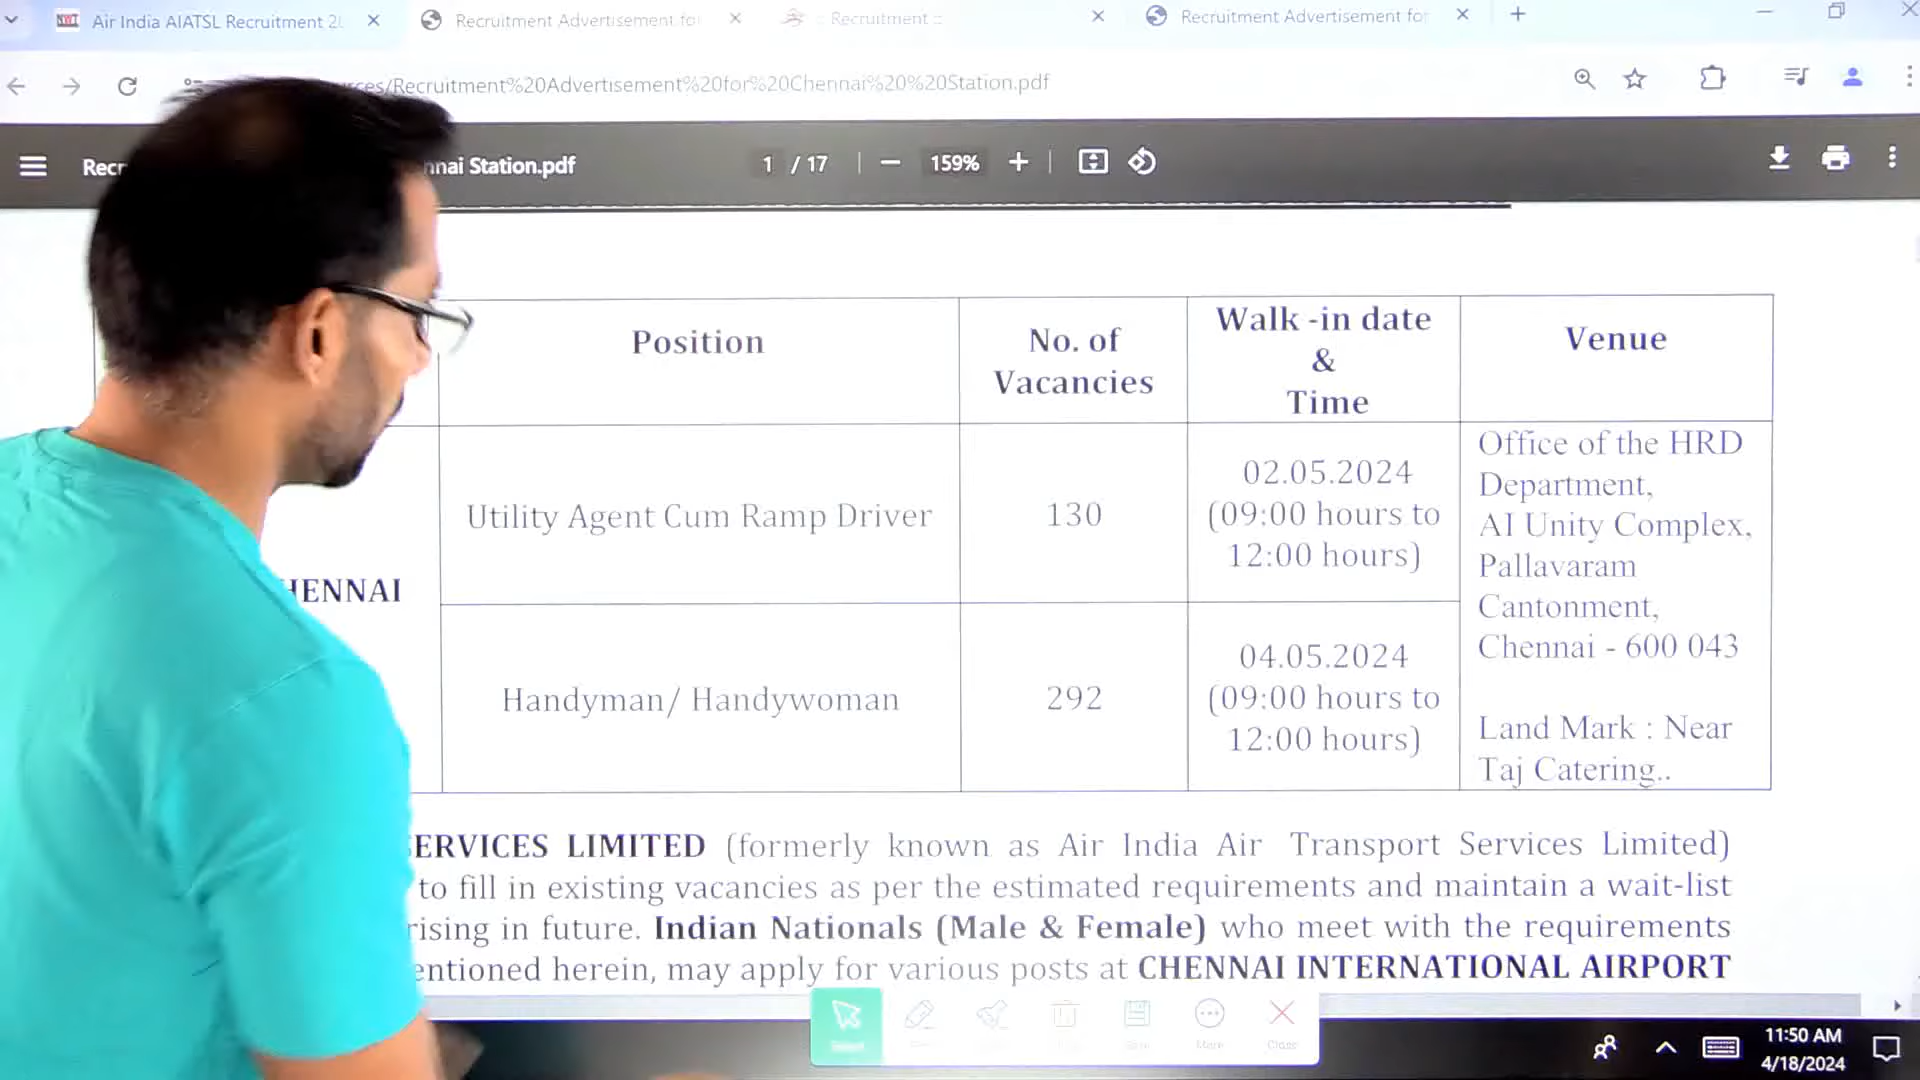 Air India AIATSL Recruitment 2
Recruitment Advertisement fo
Recruitment ::
Recruitment Advertisement for
rces/Recruitment%20Advertisement%20for%20Chennai%20%20Station.pdf
Recr
nnai Station.pdf
1 / 17
159%
Position
No. of Vacancies
Walk -in date & Time
Venue
HENNAI
Utility Agent Cum Ramp Driver
130
02.05.2024
(09:00 hours to
12:00 hours)
Handyman/ Handywoman
292
04.05.2024
(09:00 hours to
12:00 hours)
Office of the HRD
Department,
AI Unity Complex,
Pallavaram
Cantonment,
Chennai - 600 043
Land Mark : Near
Taj Catering..
ERVICES LIMITED (formerly known as Air India Air Transport Services Limited)
to fill in existing vacancies as per the estimated requirements and maintain a wait-list
rising in future. Indian Nationals (Male & Female) who meet with the requirements
entioned herein, may apply for various posts at CHENNAI INTERNATIONAL AIRPORT
Select
More
Close
11:50 AM
4/18/2024